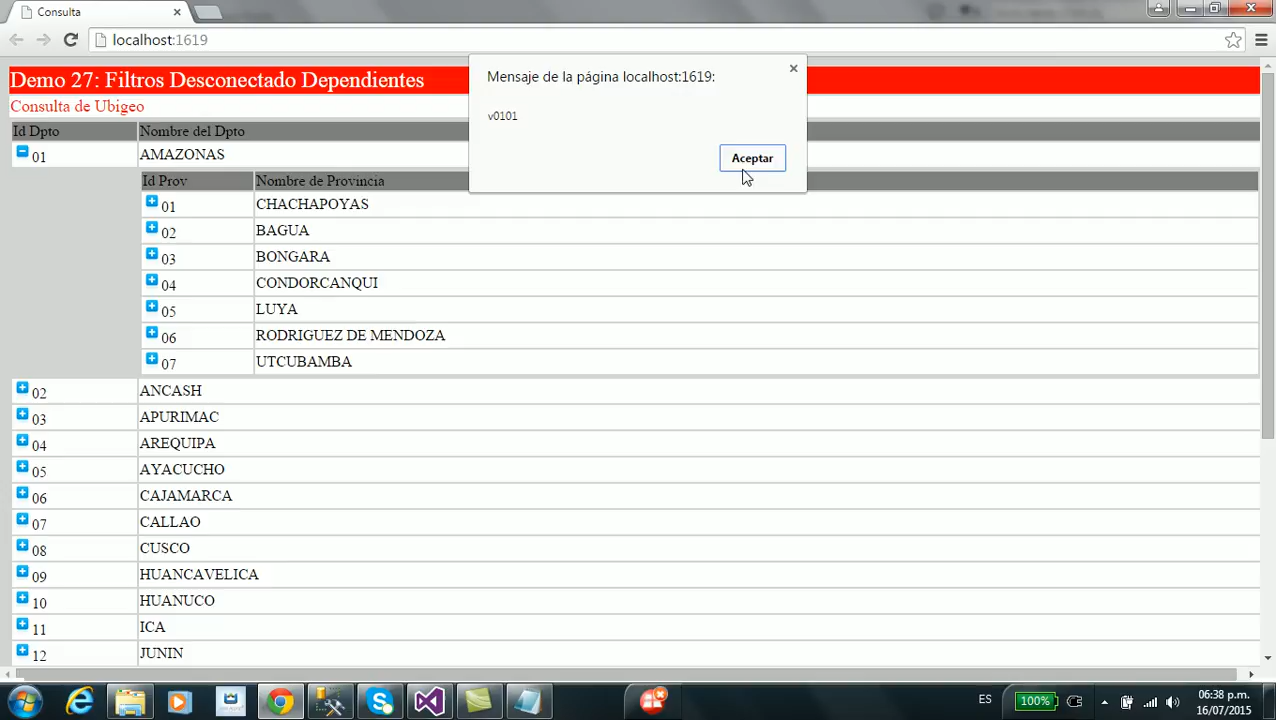 Consulta
localhost:1619
Mensaje de la página localhost:1619:
v0101
Aceptar
Demo 27: Filtros Desconectado Dependientes
Consulta de Ubigeo
Id Dpto Nombre del Dpto
01 AMAZONAS
Id Prov Nombre de Provincia
01 CHACHAPOYAS
02 BAGUA
03 BONGARA
04 CONDORCANQUI
05 LUYA
06 RODRIGUEZ DE MENDOZA
07 UTCUBAMBA
02 ANCASH
03 APURIMAC
04 AREQUIPA
05 AYACUCHO
06 CAJAMARCA
07 CALLAO
08 CUSCO
09 HUANCAVELICA
10 HUANUCO
11 ICA
12 JUNIN
ES 100% 06:38 p.m.
16/07/2015